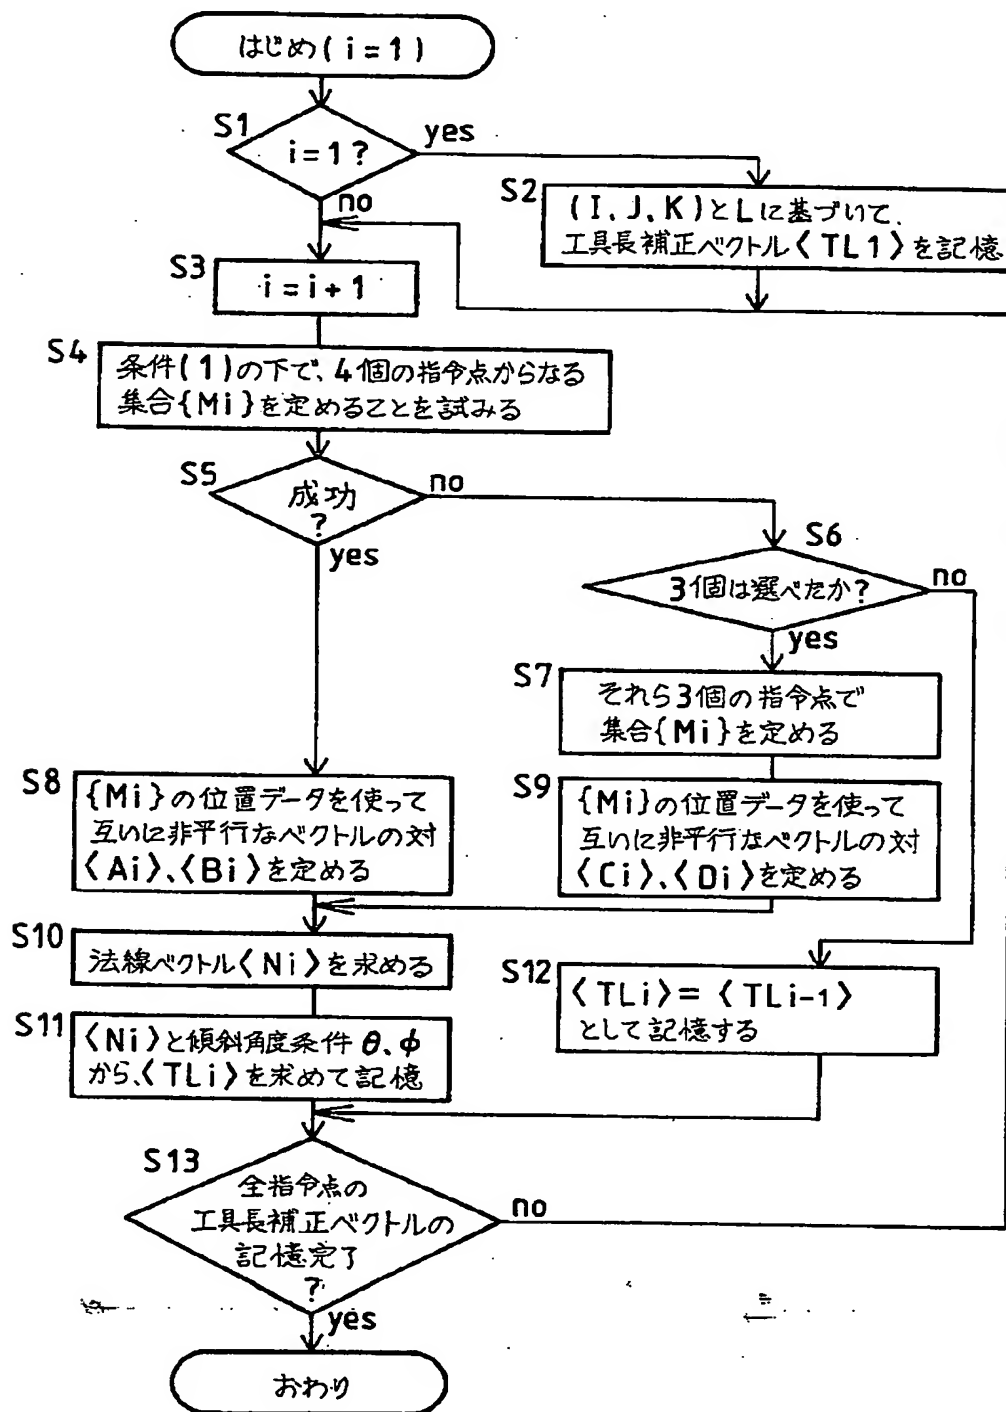 はじめ(i=1)
S1
i=1?
yes
no
S2
(I、J、K)とLに基づいて、
工具長補正ベクトル〈TL1〉を記憶
S3
i=i+1
S4
条件(1)の下で、4個の指令点からなる
集合{Mi}を定めることを試みる
S5
成功
?
no
yes
S6
3個は選べたか?
no
yes
S7
それら3個の指令点で
集合{Mi}を定める
S8
{Mi}の位置データを使って
互いに非平行なベクトルの対
〈Ai〉、〈Bi〉を定める
S9
{Mi}の位置データを使って
互いに非平行なベクトルの対
〈Ci〉、〈Di〉を定める
S10
法線ベクトル〈Ni〉を求める
S11
〈Ni〉と傾斜角度条件θ、φ
から、〈TLi〉を求めて記憶
S12
〈TLi〉=〈TLi-1〉
として記憶する
S13
全指令点の
工具長補正ベクトルの
記憶完了
?
no
yes
おわり